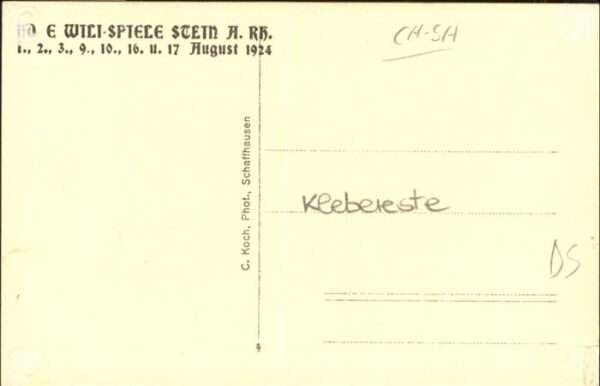 NO E WILI-SPIELE STEIN A. RH.
1., 2., 3., 9., 10., 16. u. 17 August 1924
CH-SH
C. Koch, Phot., Schaffhausen
Klebereste
DS